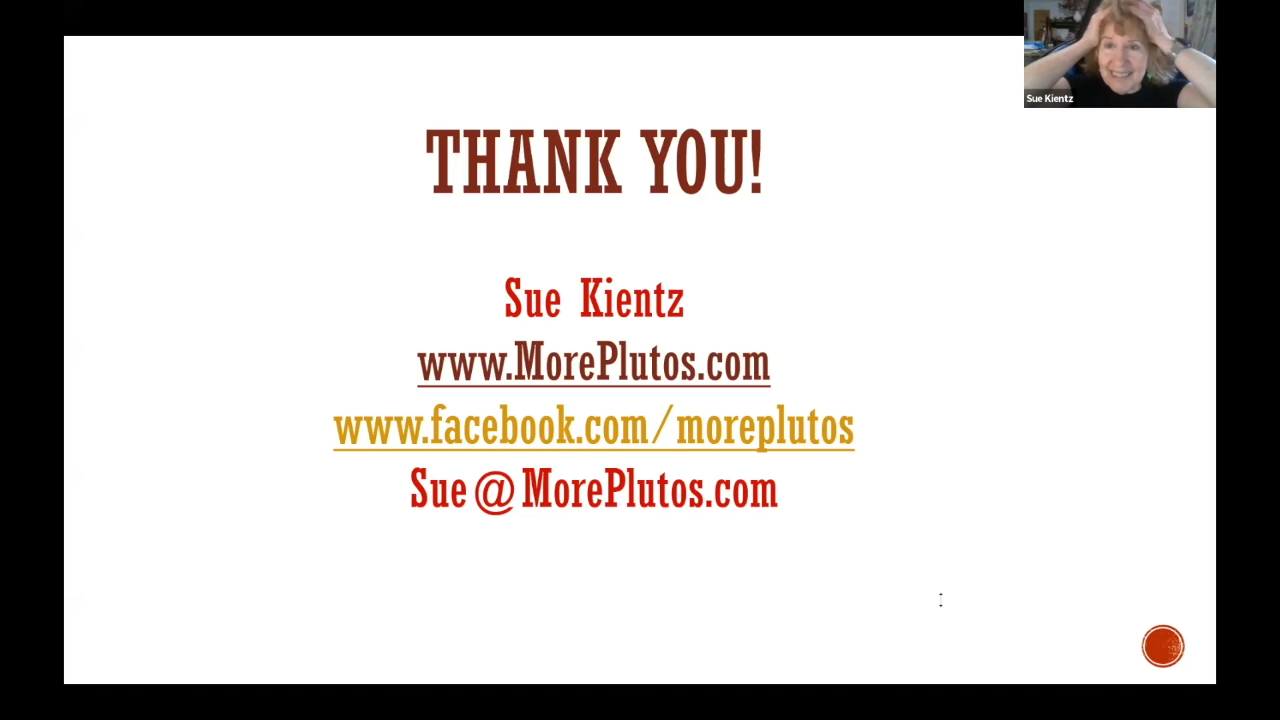 Sue Kientz
THANK YOU!
Sue Kientz
www.MorePlutos.com
www.facebook.com/moreplutos
Sue@MorePlutos.com